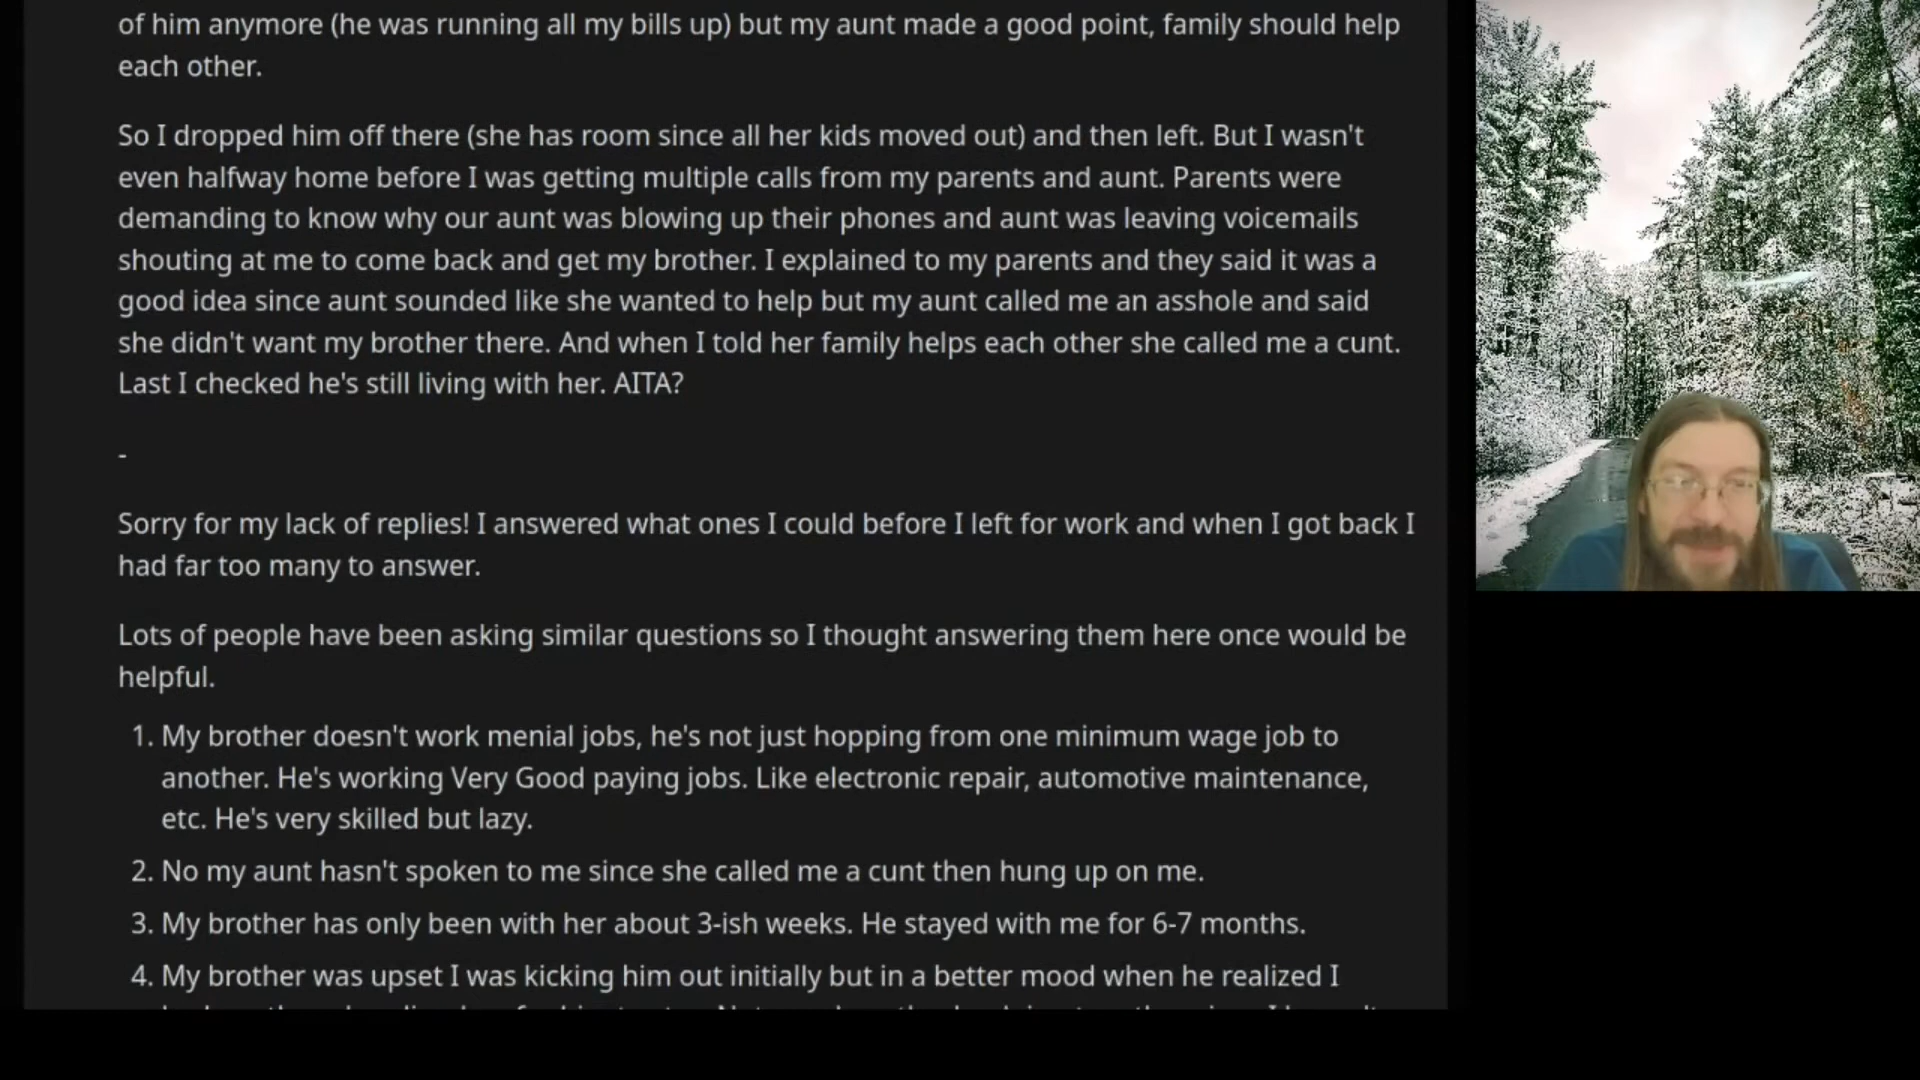 of him anymore (he was running all my bills up) but my aunt made a good point, family should help
each other.
So I dropped him off there (she has room since all her kids moved out) and then left. But I wasn't
even halfway home before I was getting multiple calls from my parents and aunt. Parents were
demanding to know why our aunt was blowing up their phones and aunt was leaving voicemails
shouting at me to come back and get my brother. I explained to my parents and they said it was a
good idea since aunt sounded like she wanted to help but my aunt called me an asshole and said
she didn't want my brother there. And when I told her family helps each other she called me a cunt.
Last I checked he's still living with her. AITA?
-
Sorry for my lack of replies! I answered what ones I could before I left for work and when I got back I
had far too many to answer.
Lots of people have been asking similar questions so I thought answering them here once would be
helpful.
1. My brother doesn't work menial jobs, he's not just hopping from one minimum wage job to
another. He's working Very Good paying jobs. Like electronic repair, automotive maintenance,
etc. He's very skilled but lazy.
2. No my aunt hasn't spoken to me since she called me a cunt then hung up on me.
3. My brother has only been with her about 3-ish weeks. He stayed with me for 6-7 months.
4. My brother was upset I was kicking him out initially but in a better mood when he realized I